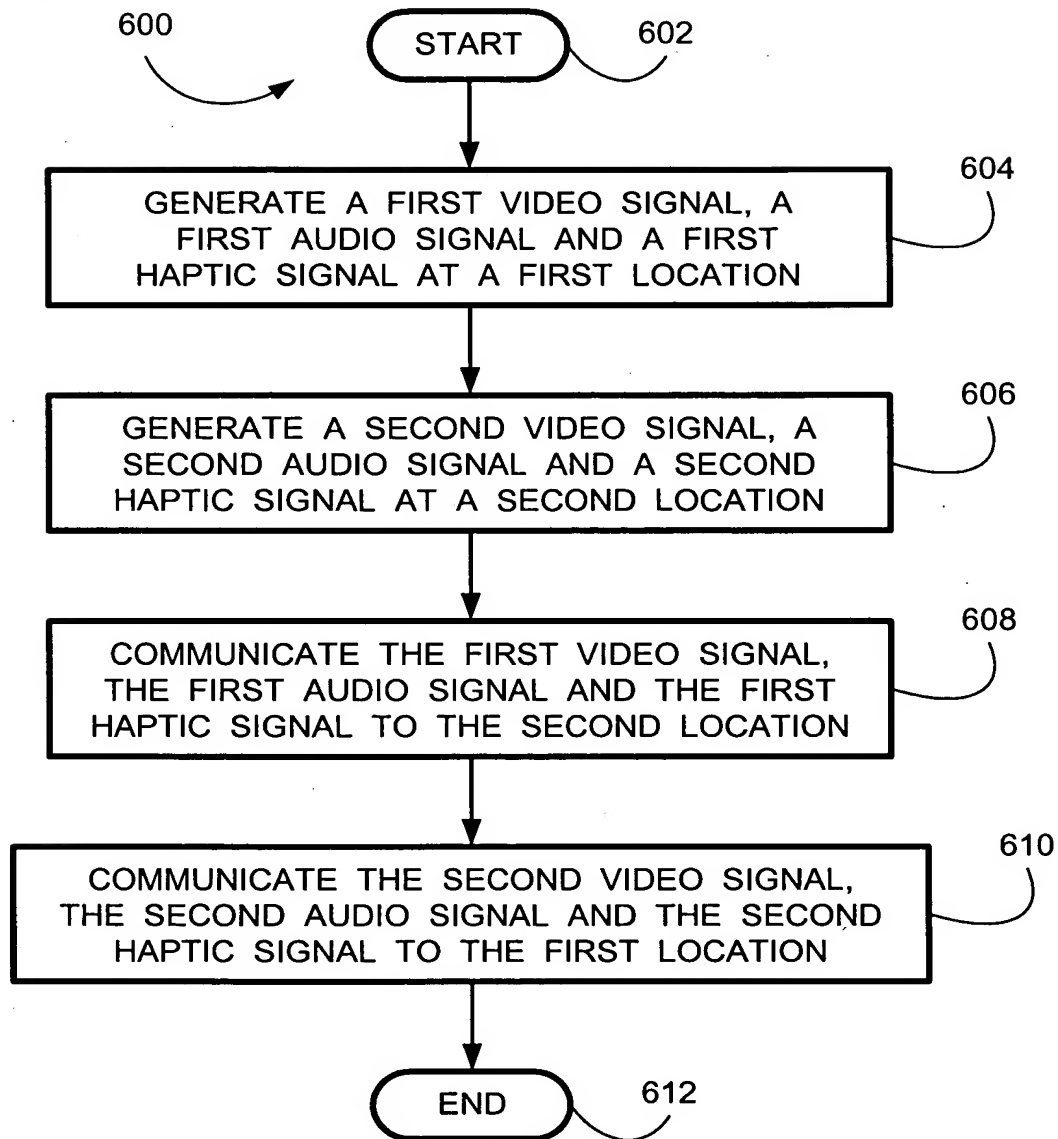 600
START
602
604
GENERATE A FIRST VIDEO SIGNAL, A
FIRST AUDIO SIGNAL AND A FIRST
HAPTIC SIGNAL AT A FIRST LOCATION
606
GENERATE A SECOND VIDEO SIGNAL, A
SECOND AUDIO SIGNAL AND A SECOND
HAPTIC SIGNAL AT A SECOND LOCATION
608
COMMUNICATE THE FIRST VIDEO SIGNAL,
THE FIRST AUDIO SIGNAL AND THE FIRST
HAPTIC SIGNAL TO THE SECOND LOCATION
610
COMMUNICATE THE SECOND VIDEO SIGNAL,
THE SECOND AUDIO SIGNAL AND THE SECOND
HAPTIC SIGNAL TO THE FIRST LOCATION
END
612